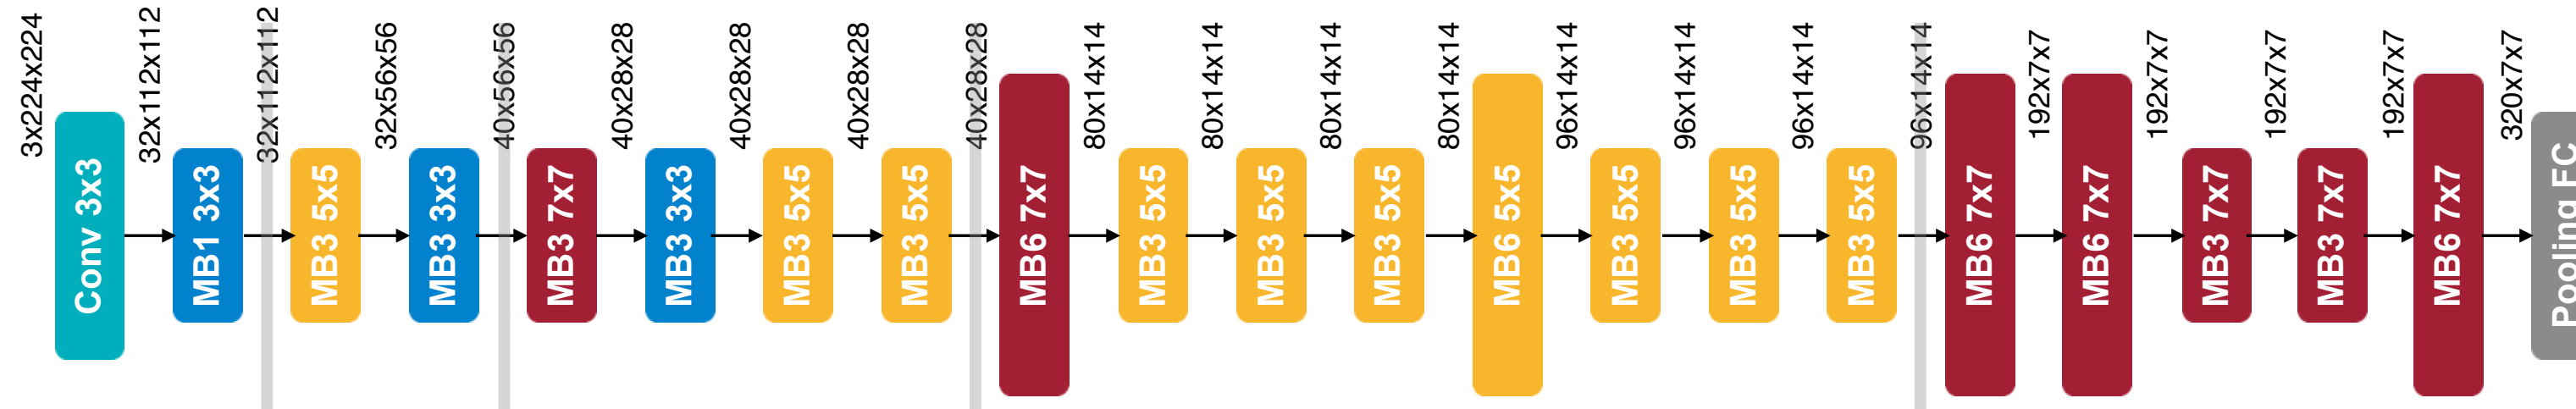 3x224x224
Conv 3x3
32x112x112
MB1 3x3
32x112x112
MB3 5x5
32x56x56
MB3 3x3
40x56x56
MB3 7x7
40x28x28
MB3 3x3
40x28x28
MB3 5x5
40x28x28
MB3 5x5
40x28x28
MB6 7x7
80x14x14
MB3 5x5
80x14x14
MB3 5x5
80x14x14
MB3 5x5
80x14x14
MB6 5x5
96x14x14
MB3 5x5
96x14x14
MB3 5x5
96x14x14
MB3 5x5
96x14x14
MB6 7x7
192x7x7
MB6 7x7
192x7x7
MB3 7x7
192x7x7
MB3 7x7
192x7x7
MB6 7x7
320x7x7
Pooling FC